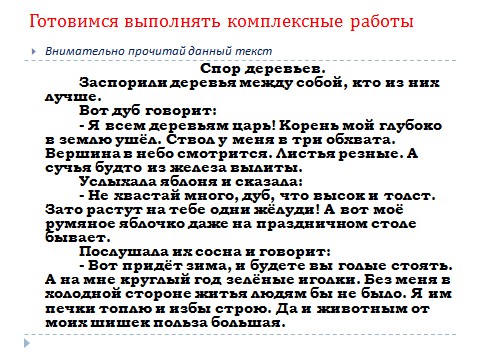 Готовимся выполнять комплексные работы
Внимательно прочитай данный текст
Спор деревьев.
Заспорили деревья между собой, кто из них
лучше.
Вот дуб говорит:
- Я всем деревьям царь! Корень мой глубоко
в землю ушёл. Ствол у меня в три обхвата.
Вершина в небо смотрится. Листья резные. А
сучья будто из железа вылиты.
Услыхала яблоня и сказала:
- Не хвастай много, дуб, что высок и толст.
Зато растут на тебе одни жёлуди! А вот моё
румяное яблочко даже на праздничном столе
бывает.
Послушала их сосна и говорит:
- Вот придёт зима, и будете вы голые стоять.
А на мне круглый год зелёные иголки. Без меня в
холодной стороне житья людям бы не было. Я им
печки топлю и избы строю. Да и животным от
моих шишек польза большая.